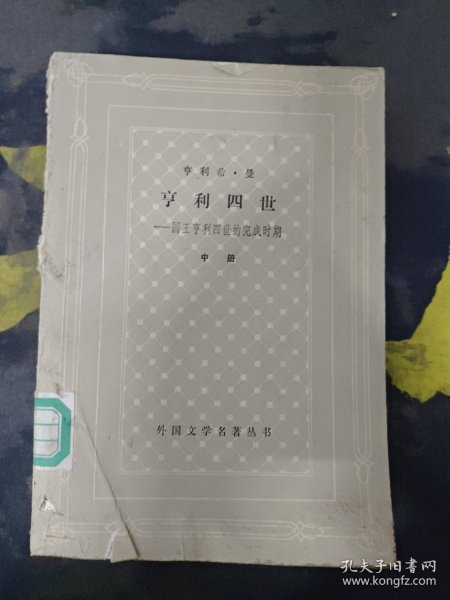 亨利希·曼
亨利四世
——国王亨利四世的完成时期
中册
外国文学名著丛书
孔夫子旧书网
www.kongfz.com